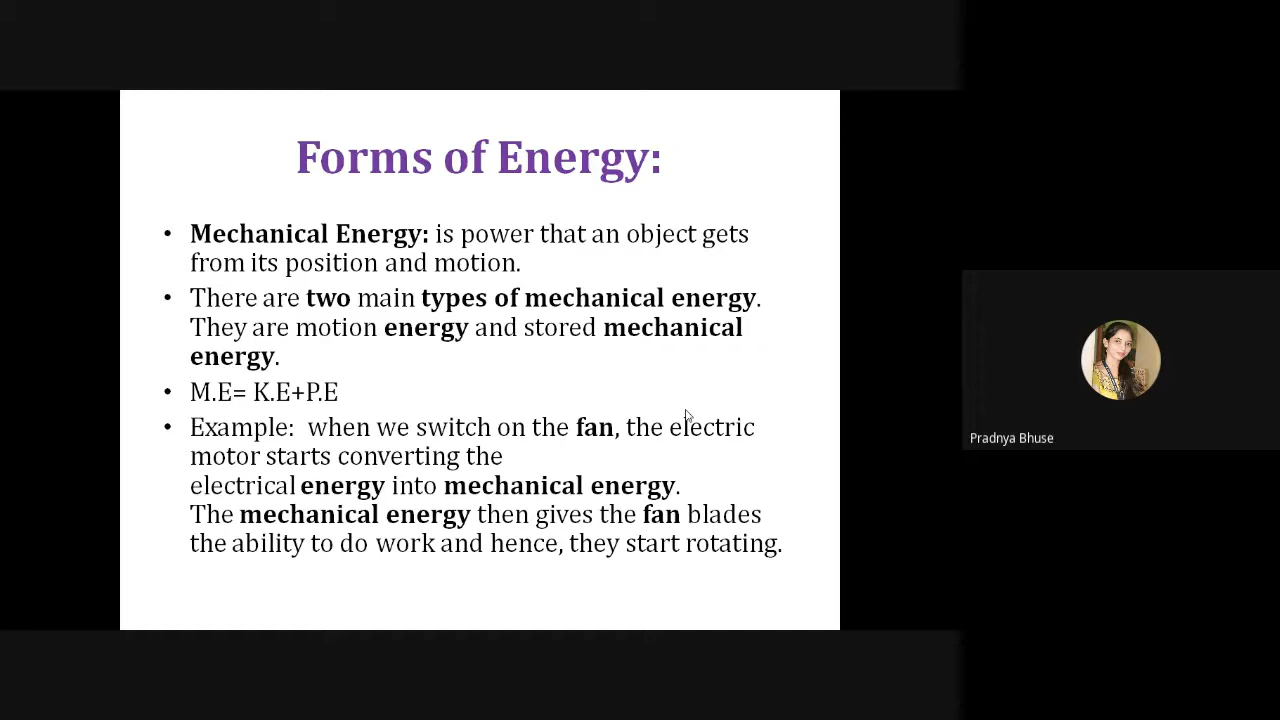 Forms of Energy:
• Mechanical Energy: is power that an object gets
from its position and motion.
• There are two main types of mechanical energy.
They are motion energy and stored mechanical
energy.
• M.E= K.E+P.E
• Example:  when we switch on the fan, the electric
motor starts converting the
electrical energy into mechanical energy.
The mechanical energy then gives the fan blades
the ability to do work and hence, they start rotating.
Pradnya Bhuse